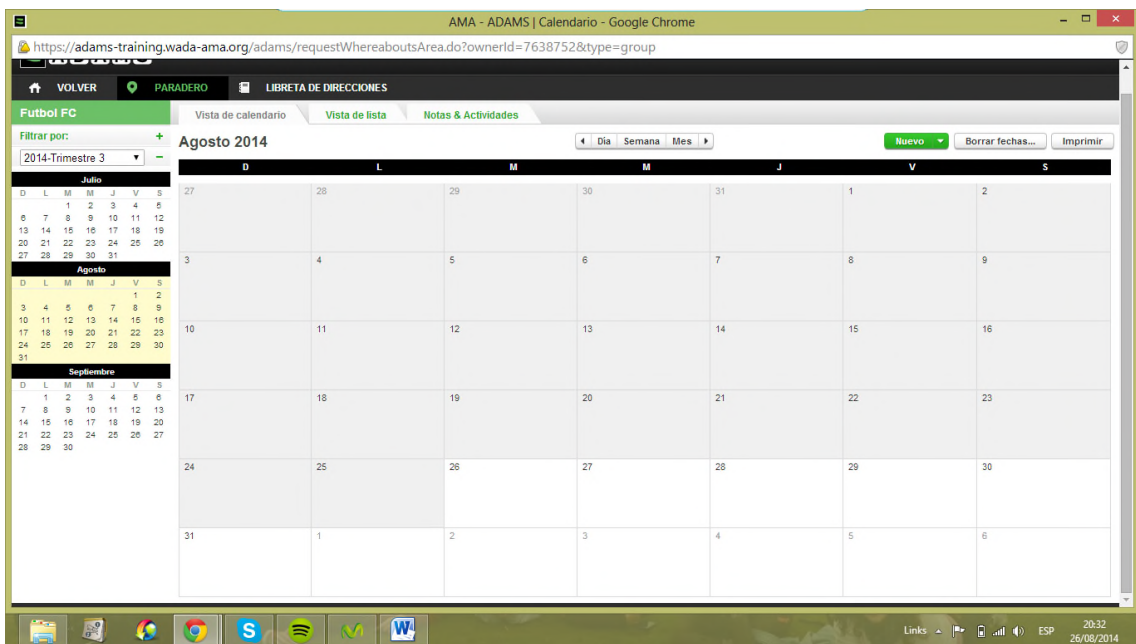 AMA - ADAMS | Calendario - Google Chrome
https://adams-training.wada-ama.org/adams/requestWhereaboutsArea.do?ownerId=7638752&type=group
VOLVER PARADERO LIBRETA DE DIRECCIONES
Futbol FC
Vista de calendario Vista de lista Notas & Actividades
Filtrar por: +
2014-Trimestre 3 −
Agosto 2014
Dia Semana Mes
Nuevo Borrar fechas... Imprimir
Julio
D L M M J V S
1 2 3 4 5
6 7 8 9 10 11 12
13 14 15 16 17 18 19
20 21 22 23 24 25 26
27 28 29 30 31
Agosto
D L M M J V S
1 2
3 4 5 6 7 8 9
10 11 12 13 14 15 16
17 18 19 20 21 22 23
24 25 26 27 28 29 30
31
Septiembre
D L M M J V S
1 2 3 4 5 6
7 8 9 10 11 12 13
14 15 16 17 18 19 20
21 22 23 24 25 26 27
28 29 30
D L M M J V S
27 28 29 30 31 1 2
3 4 5 6 7 8 9
10 11 12 13 14 15 16
17 18 19 20 21 22 23
24 25 26 27 28 29 30
31 1 2 3 4 5 6
Links ESP
20:32
26/08/2014